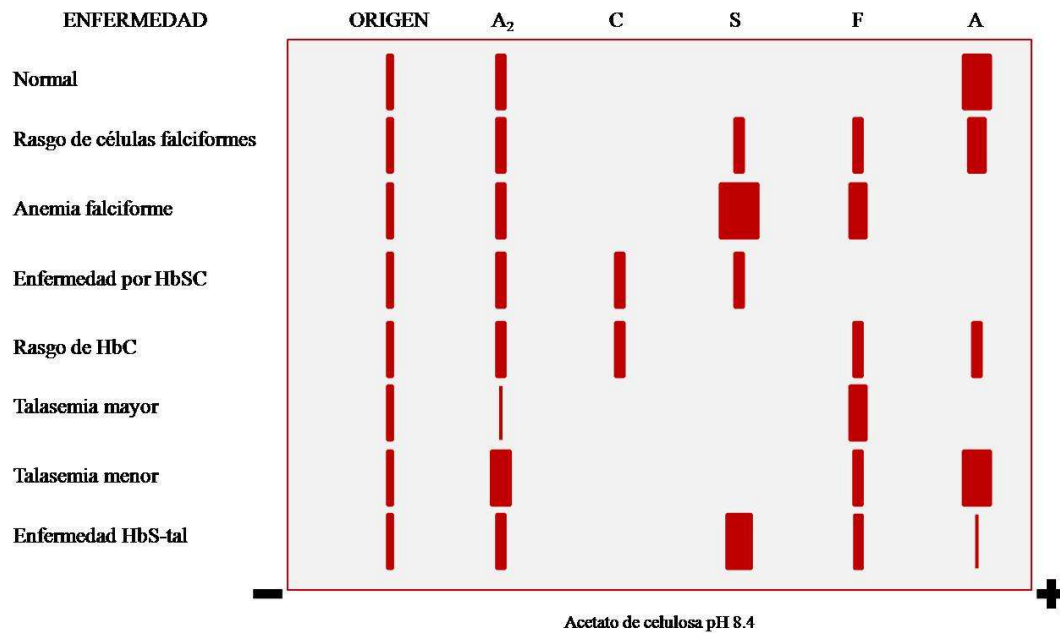 ENFERMEDAD ORIGEN A₂ C S F A
Normal
Rasgo de células falciformes
Anemia falciforme
Enfermedad por HbSC
Rasgo de HbC
Talasemia mayor
Talasemia menor
Enfermedad HbS-tal
− +
Acetato de celulosa pH 8.4